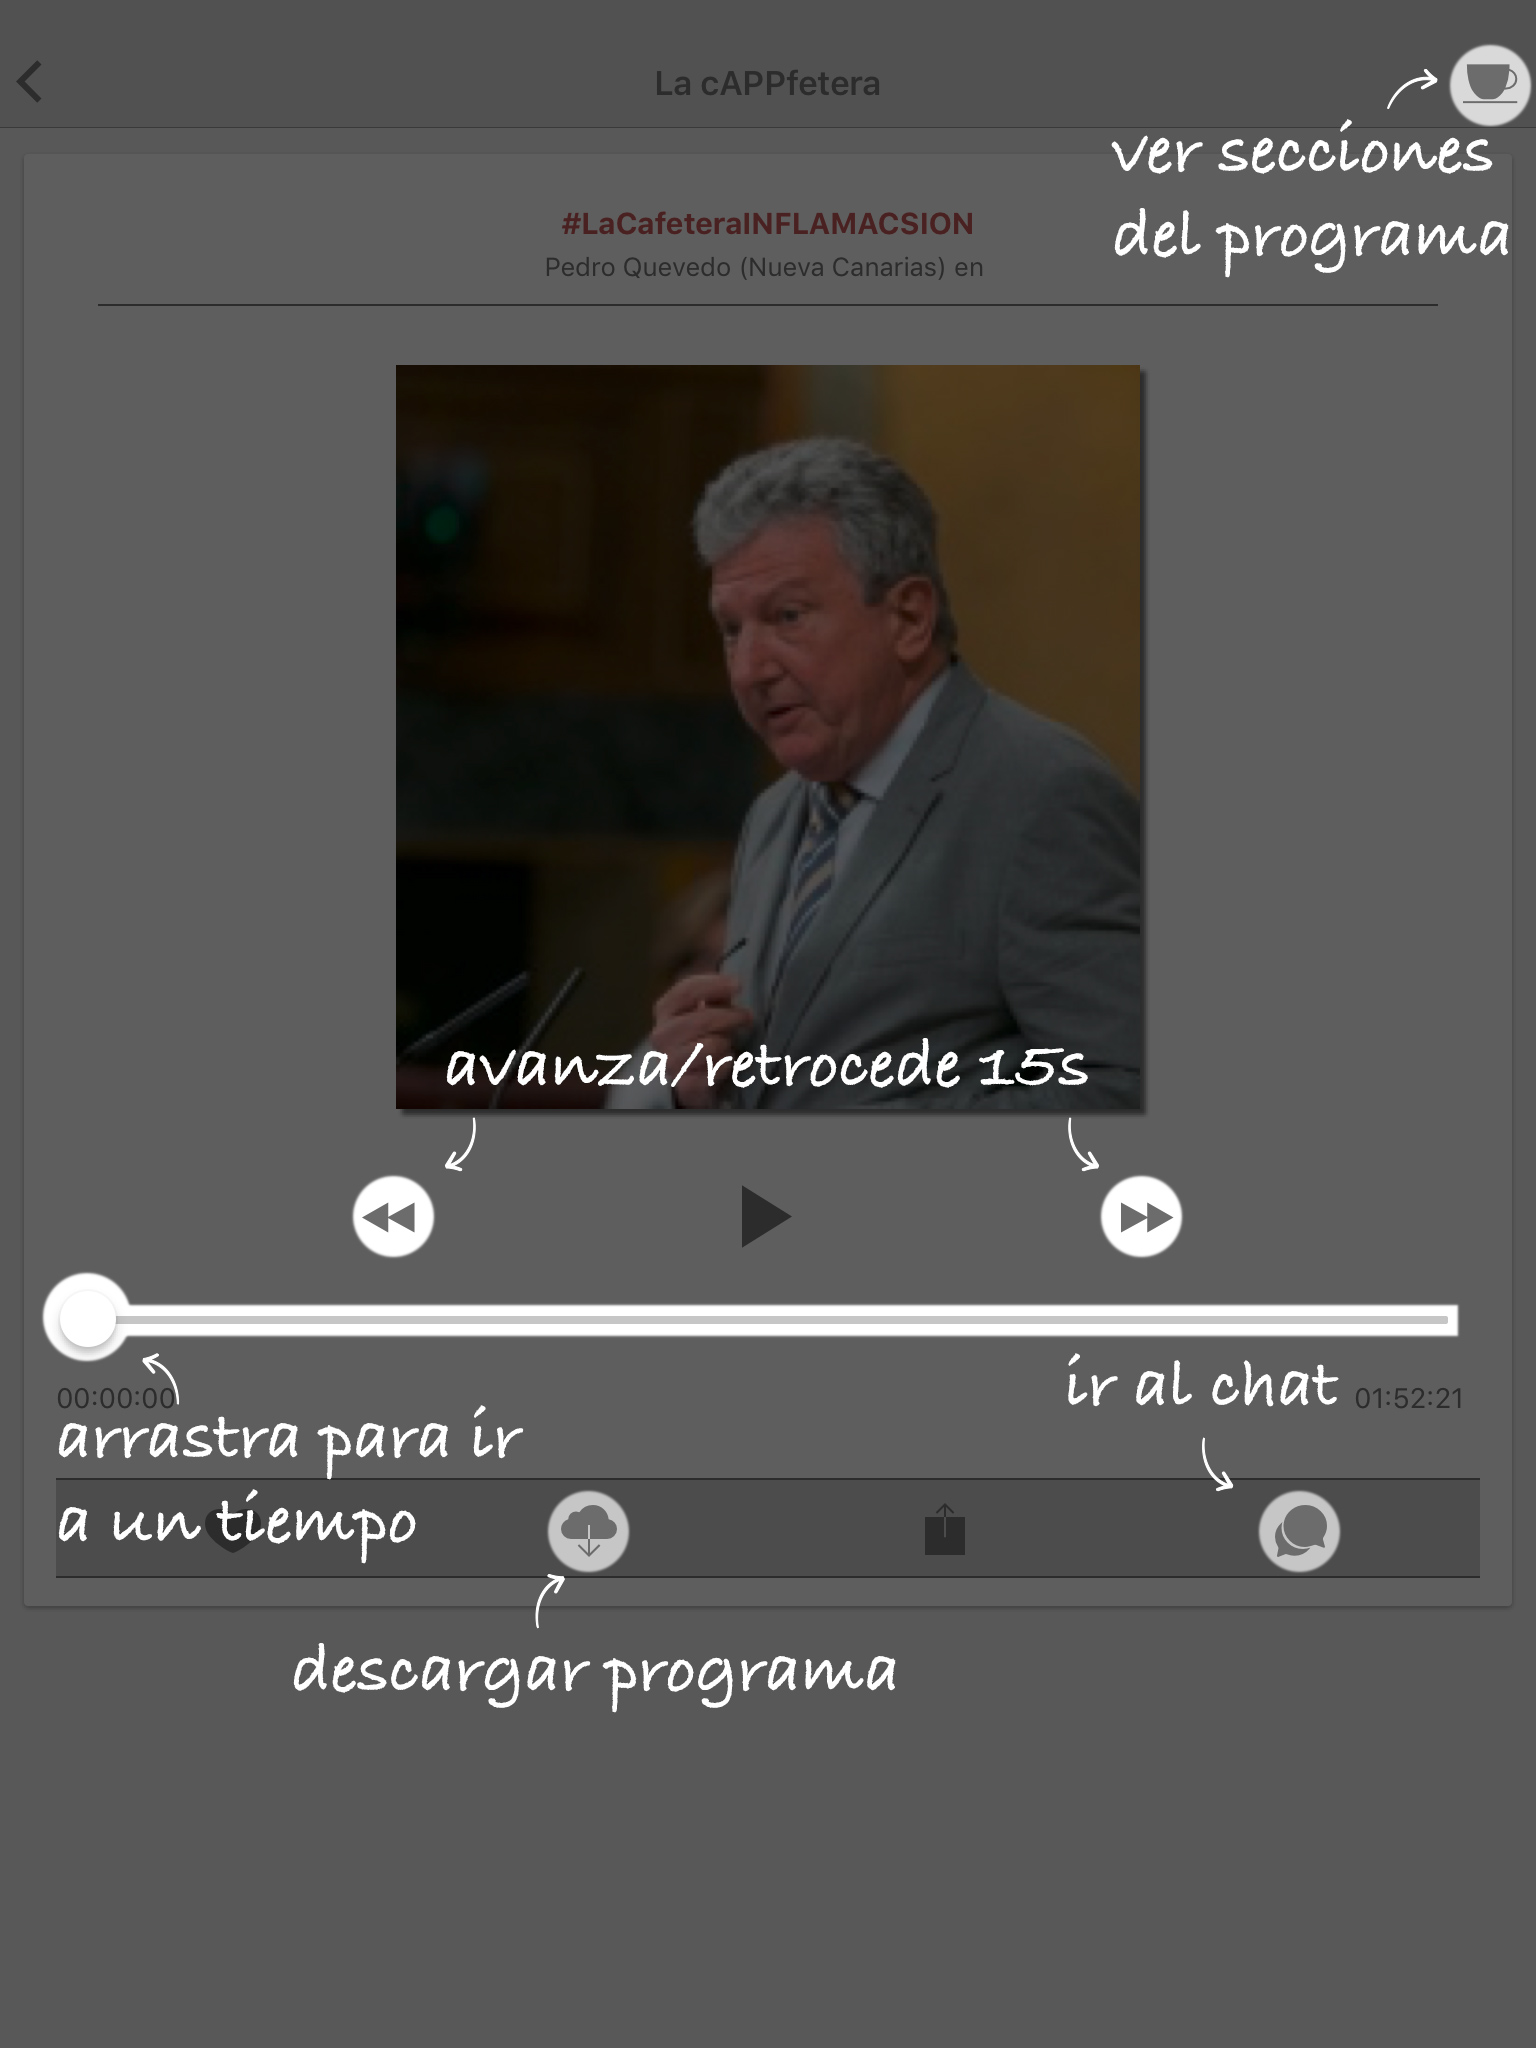 La cAPPfetera
ver secciones
del programa
#LaCafeteraINFLAMACSION
Pedro Quevedo (Nueva Canarias) en
avanza/retrocede 15s
00:00:00
01:52:21
ir al chat
arrastra para ir
a un tiempo
descargar programa